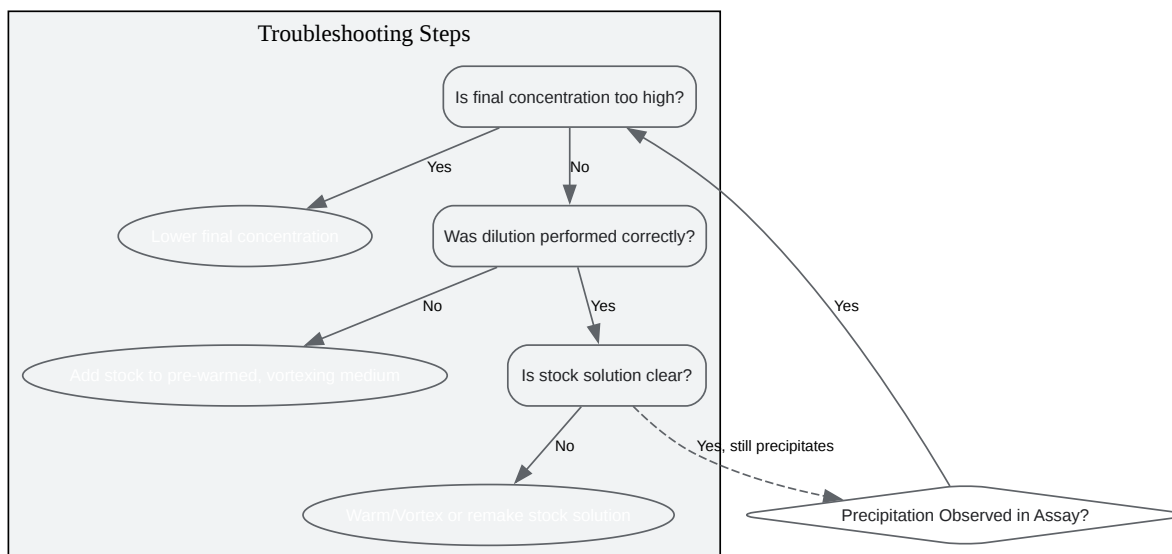 Troubleshooting Steps
Is final concentration too high?
Yes
No
Lower final concentration
Was dilution performed correctly?
Yes
No
Yes
Add stock to pre-warmed, vortexing medium
Is stock solution clear?
No
Yes, still precipitates
Warm/Vortex or remake stock solution
Precipitation Observed in Assay?